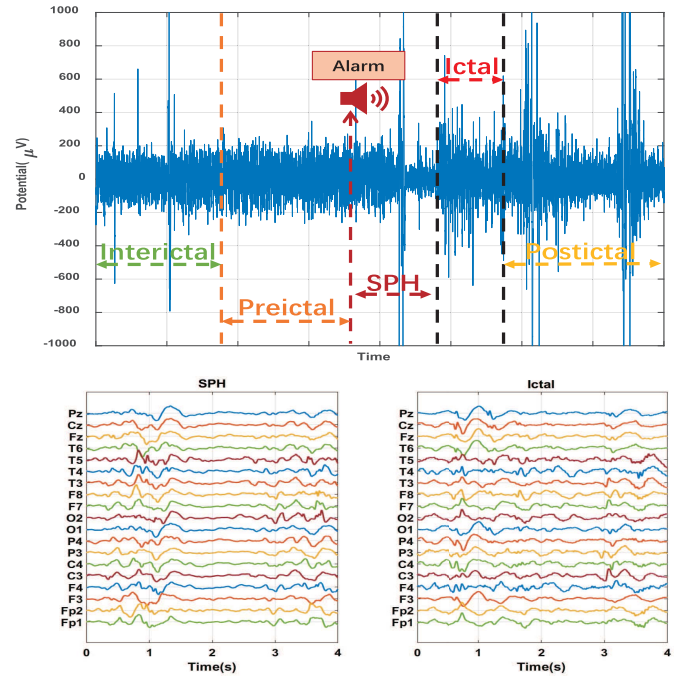 1000
800
600
400
200
0
-200
-400
-600
-800
-1000
Potential( μV)
Alarm
Ictal
Interictal
Postictal
SPH
Preictal
Time
SPH
Pz
Cz
Fz
T6
T5
T4
T3
F8
F7
O2
O1
P4
P3
C4
C3
F4
F3
Fp2
Fp1
0 1 2 3 4
Time(s)
Ictal
Pz
Cz
Fz
T6
T5
T4
T3
F8
F7
O2
O1
P4
P3
C4
C3
F4
F3
Fp2
Fp1
0 1 2 3 4
Time(s)